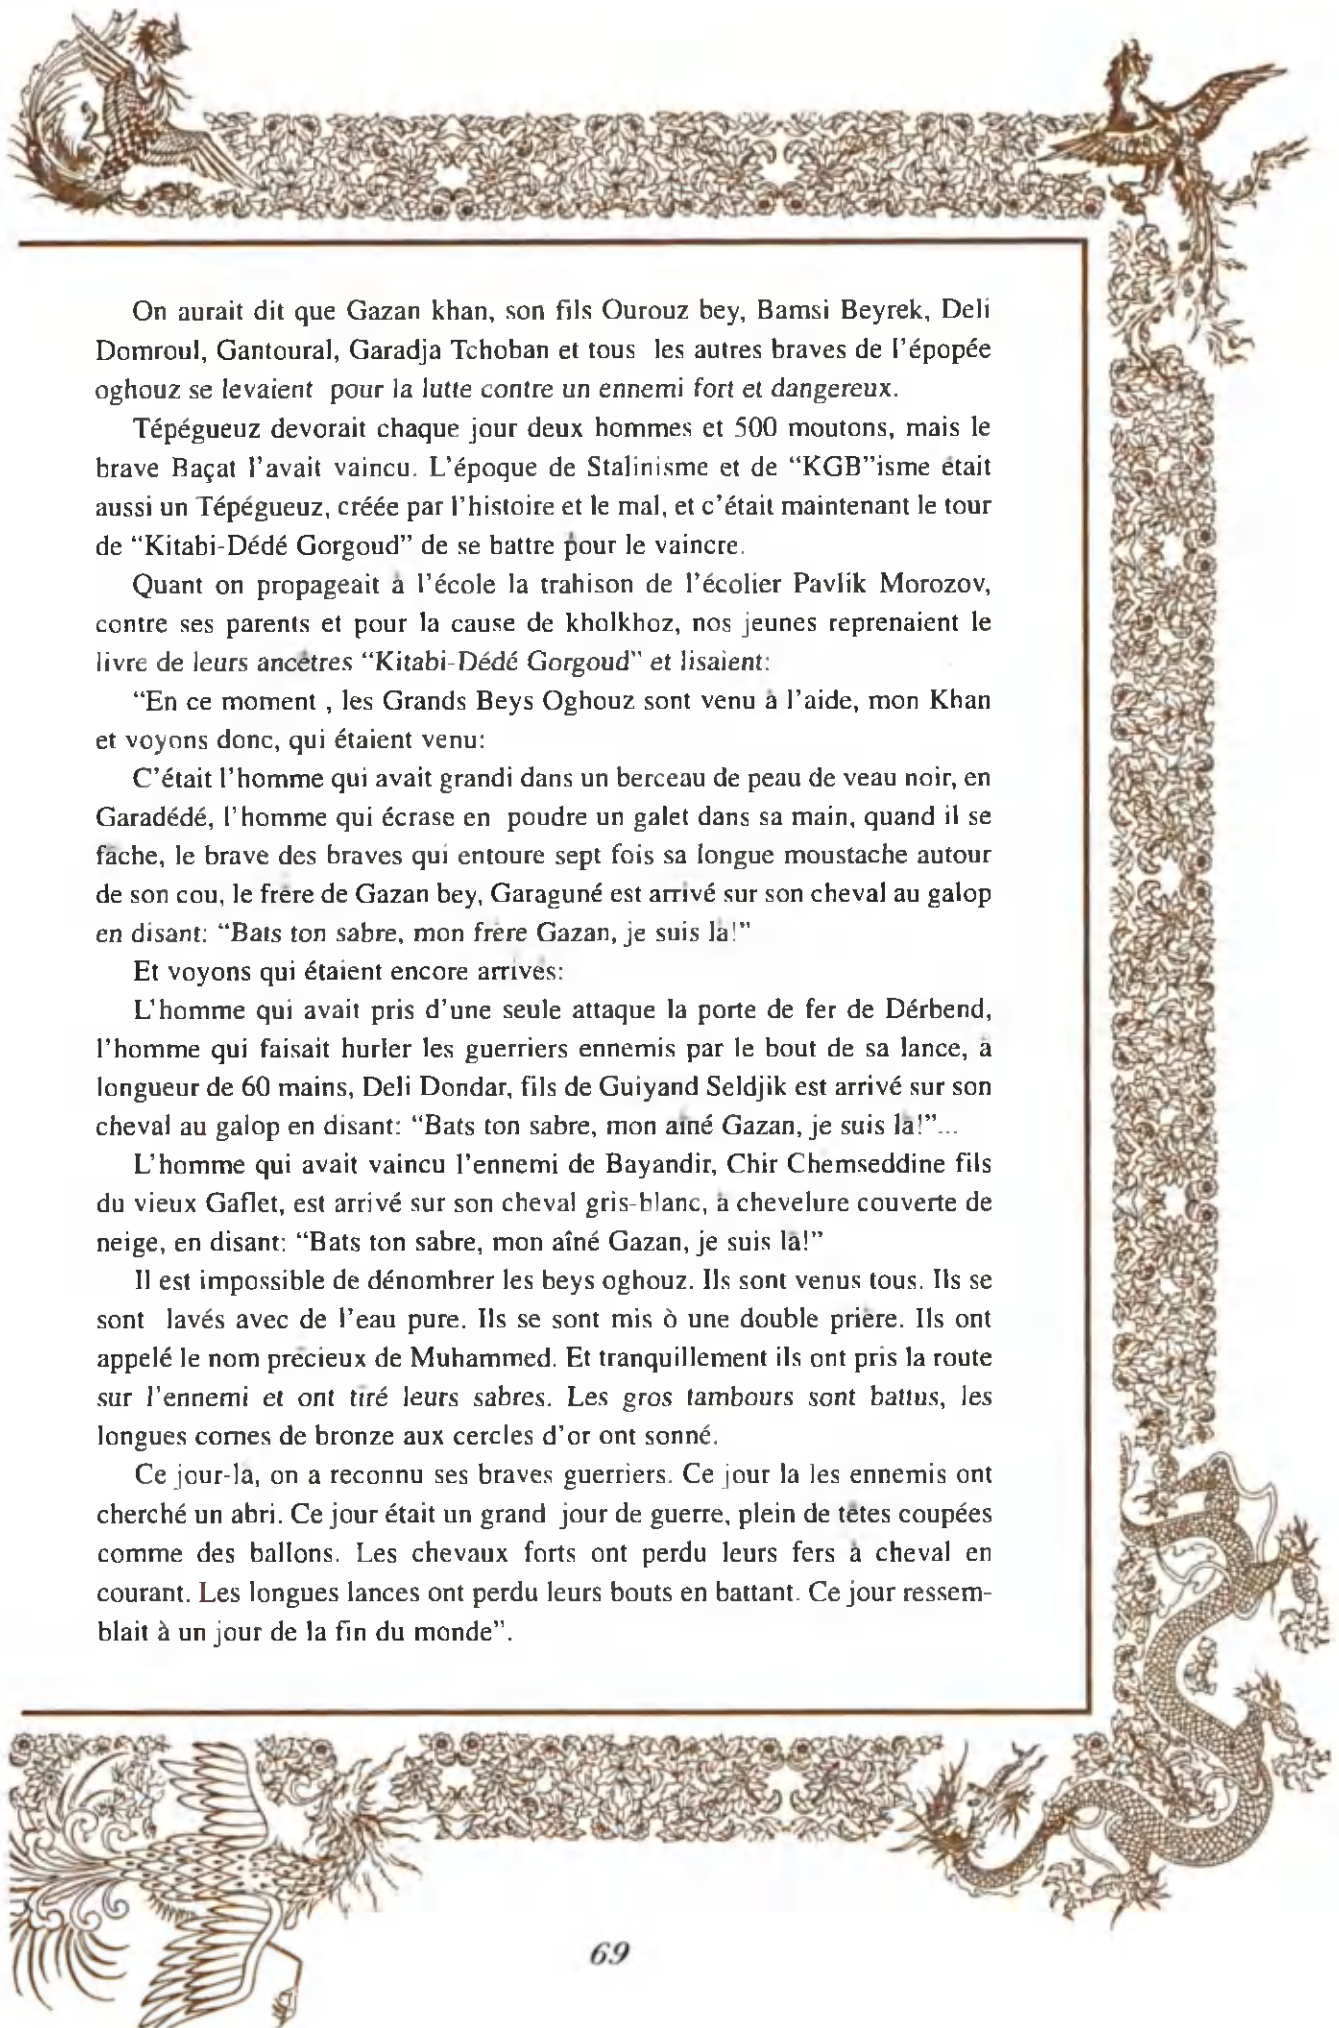 On aurait dit que Gazan khan, son fils Ourouz bey, Bamsi Beyrek, Deli
Domroul, Gantoural, Garadja Tchoban et tous les autres braves de l'épopée
oghouz se levaient pour la lutte contre un ennemi fort et dangereux.
Tépégueuz devorait chaque jour deux hommes et 500 moutons, mais le
brave Baçat l'avait vaincu. L'époque de Stalinisme et de “KGB”isme était
aussi un Tépégueuz, créée par l'histoire et le mal, et c'était maintenant le tour
de “Kitabi-Dédé Gorgoud” de se battre pour le vaincre.
Quant on propageait à l'école la trahison de l'écolier Pavlik Morozov,
contre ses parents et pour la cause de kholkhoz, nos jeunes reprenaient le
livre de leurs ancêtres “Kitabi-Dédé Gorgoud” et lisaient:
“En ce moment , les Grands Beys Oghouz sont venu à l'aide, mon Khan
et voyons donc, qui étaient venu:
C'était l'homme qui avait grandi dans un berceau de peau de veau noir, en
Garadédé, l'homme qui écrase en poudre un galet dans sa main, quand il se
fâche, le brave des braves qui entoure sept fois sa longue moustache autour
de son cou, le frère de Gazan bey, Garaguné est arrivé sur son cheval au galop
en disant: “Bats ton sabre, mon frère Gazan, je suis là!”
Et voyons qui étaient encore arrivés:
L'homme qui avait pris d'une seule attaque la porte de fer de Dérbend,
l'homme qui faisait hurler les guerriers ennemis par le bout de sa lance, à
longueur de 60 mains, Deli Dondar, fils de Guiyand Seldjik est arrivé sur son
cheval au galop en disant: “Bats ton sabre, mon aîné Gazan, je suis là!”...
L'homme qui avait vaincu l'ennemi de Bayandir, Chir Chemseddine fils
du vieux Gaflet, est arrivé sur son cheval gris-blanc, à chevelure couverte de
neige, en disant: “Bats ton sabre, mon aîné Gazan, je suis là!”
Il est impossible de dénombrer les beys oghouz. Ils sont venus tous. Ils se
sont lavés avec de l'eau pure. Ils se sont mis ò une double prière. Ils ont
appelé le nom précieux de Muhammed. Et tranquillement ils ont pris la route
sur l'ennemi et ont tiré leurs sabres. Les gros tambours sont battus, les
longues cornes de bronze aux cercles d'or ont sonné.
Ce jour-là, on a reconnu ses braves guerriers. Ce jour la les ennemis ont
cherché un abri. Ce jour était un grand jour de guerre, plein de têtes coupées
comme des ballons. Les chevaux forts ont perdu leurs fers à cheval en
courant. Les longues lances ont perdu leurs bouts en battant. Ce jour ressem-
blait à un jour de la fin du monde”.
69